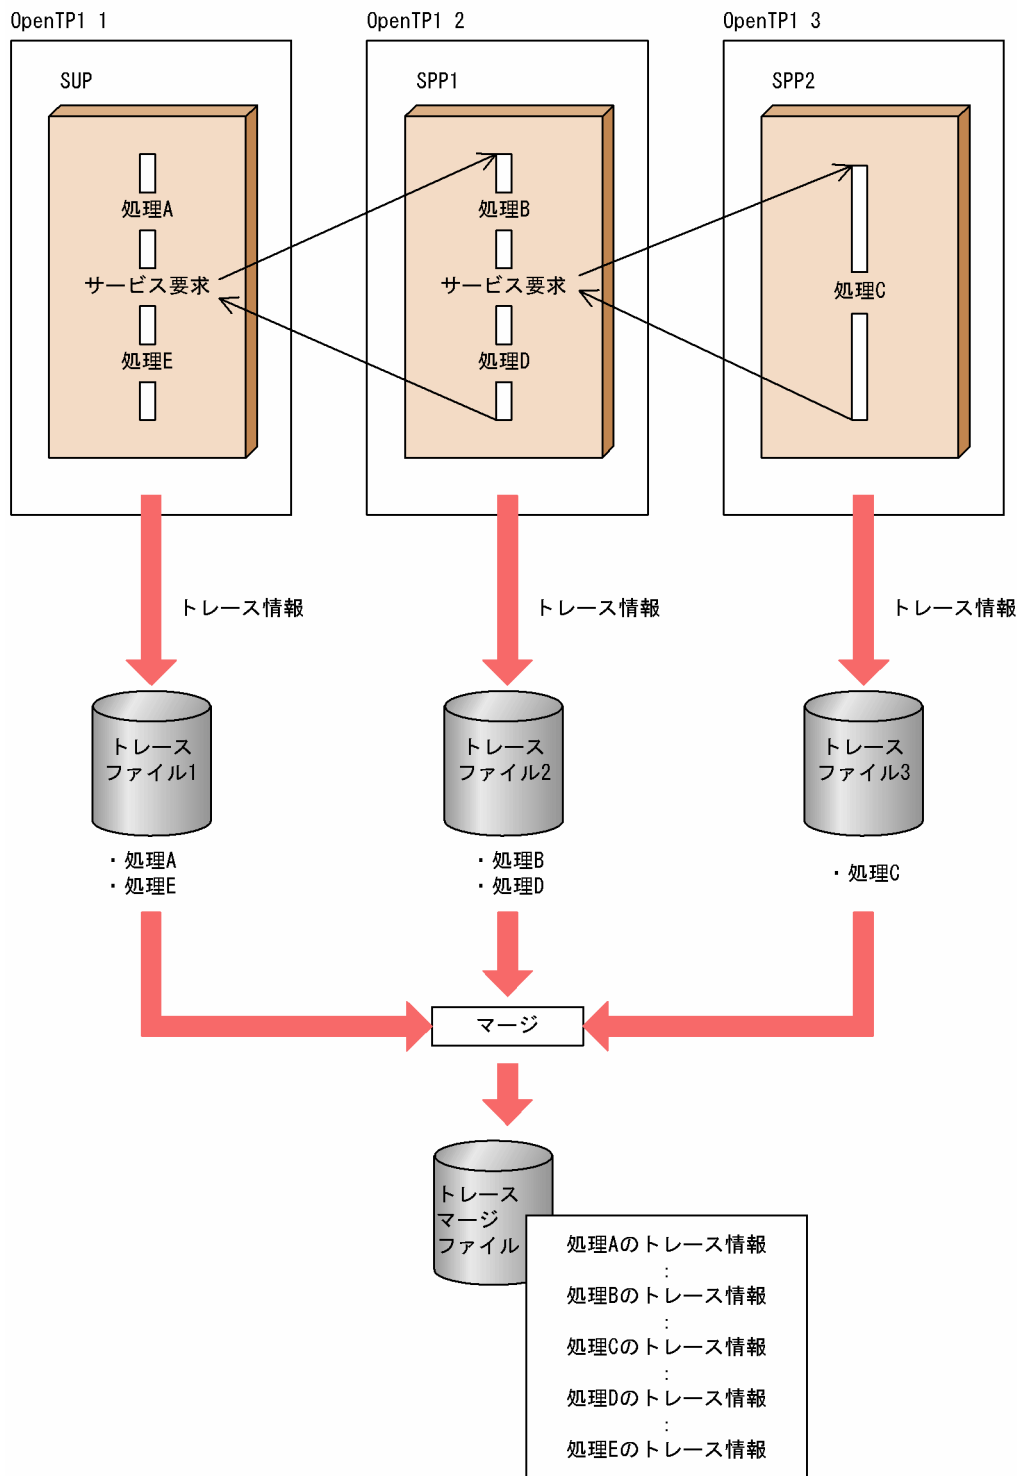 OpenTP1 1
OpenTP1 2
OpenTP1 3
SUP
SPP1
SPP2
処理A
サービス要求
処理E
処理B
サービス要求
処理D
処理C
トレース情報
トレース情報
トレース情報
トレース
ファイル1
トレース
ファイル2
トレース
ファイル3
・処理A
・処理E
・処理B
・処理D
・処理C
マージ
トレース
マージ
ファイル
処理Aのトレース情報
:
処理Bのトレース情報
:
処理Cのトレース情報
:
処理Dのトレース情報
:
処理Eのトレース情報